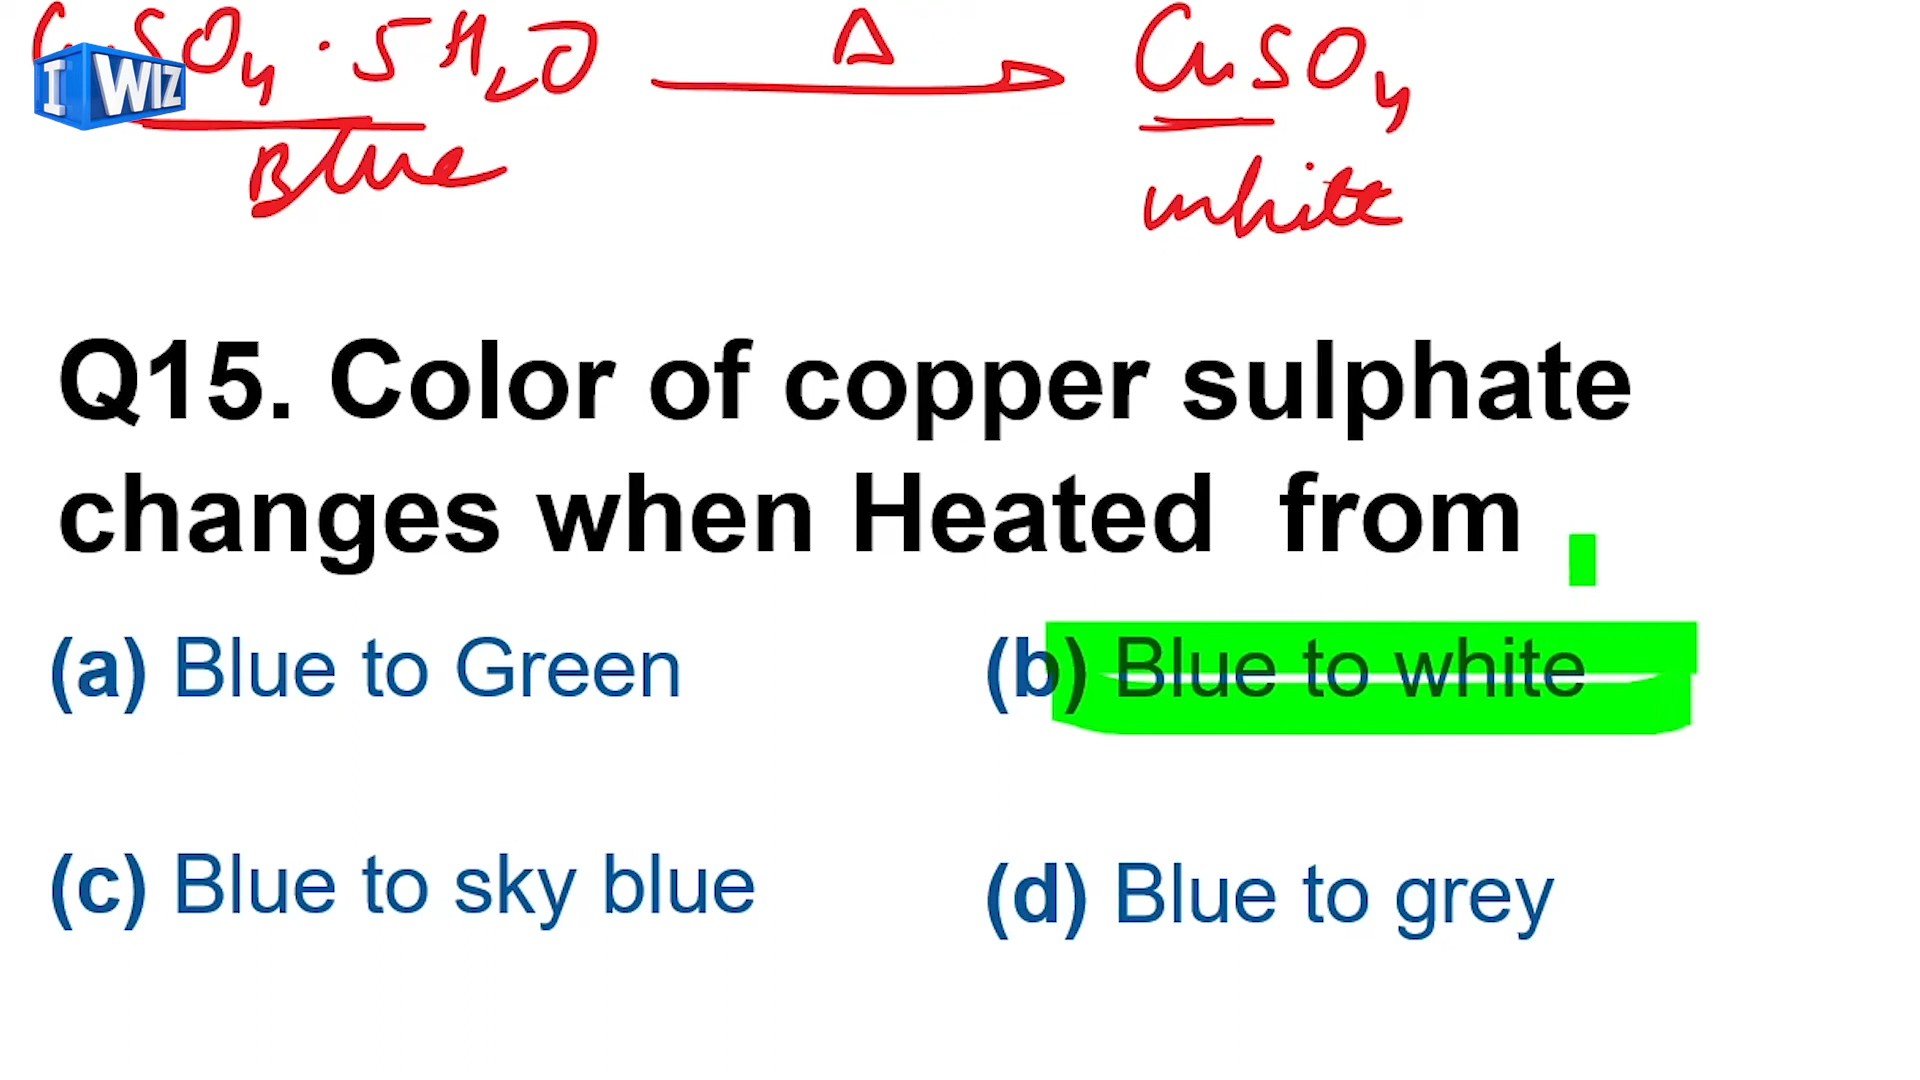 CuSO4 · 5H2O → Δ CuSO4
I WIZ
Blue white
Q15. Color of copper sulphate
changes when Heated from
(a) Blue to Green (b) Blue to white
(c) Blue to sky blue (d) Blue to grey